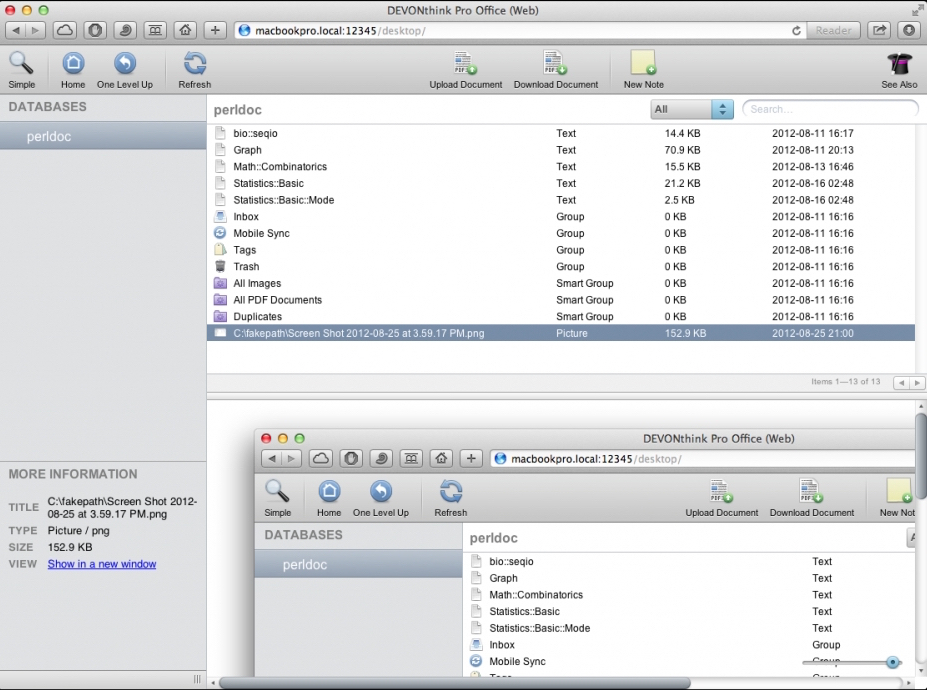 DEVONthink Pro Office (Web)
macbookpro.local:12345/desktop/
Reader
Simple Home One Level Up Refresh Upload Document Download Document New Note See Also
DATABASES
perldoc
perldoc All Search...
bio::seqio Text 14.4 KB 2012-08-11 16:17
Graph Text 70.9 KB 2012-08-11 20:13
Math::Combinatorics Text 15.5 KB 2012-08-13 16:46
Statistics::Basic Text 21.2 KB 2012-08-16 02:48
Statistics::Basic::Mode Text 2.5 KB 2012-08-16 02:48
Inbox Group 0 KB 2012-08-11 16:16
Mobile Sync Group 0 KB 2012-08-11 16:16
Tags Group 0 KB 2012-08-11 16:16
Trash Group 0 KB 2012-08-11 16:16
All Images Smart Group 0 KB 2012-08-11 16:16
All PDF Documents Smart Group 0 KB 2012-08-11 16:16
Duplicates Smart Group 0 KB 2012-08-11 16:16
C:\fakepath\Screen Shot 2012-08-25 at 3.59.17 PM.png Picture 152.9 KB 2012-08-25 21:00
Items 1—13 of 13
MORE INFORMATION
TITLE C:\fakepath\Screen Shot 2012-
08-25 at 3.59.17 PM.png
TYPE Picture / png
SIZE 152.9 KB
VIEW Show in a new window
DEVONthink Pro Office (Web)
macbookpro.local:12345/desktop/
Simple Home One Level Up Refresh Upload Document Download Document New Not
DATABASES
perldoc
perldoc
bio::seqio Text
Graph Text
Math::Combinatorics Text
Statistics::Basic Text
Statistics::Basic::Mode Text
Inbox Group
Mobile Sync Group